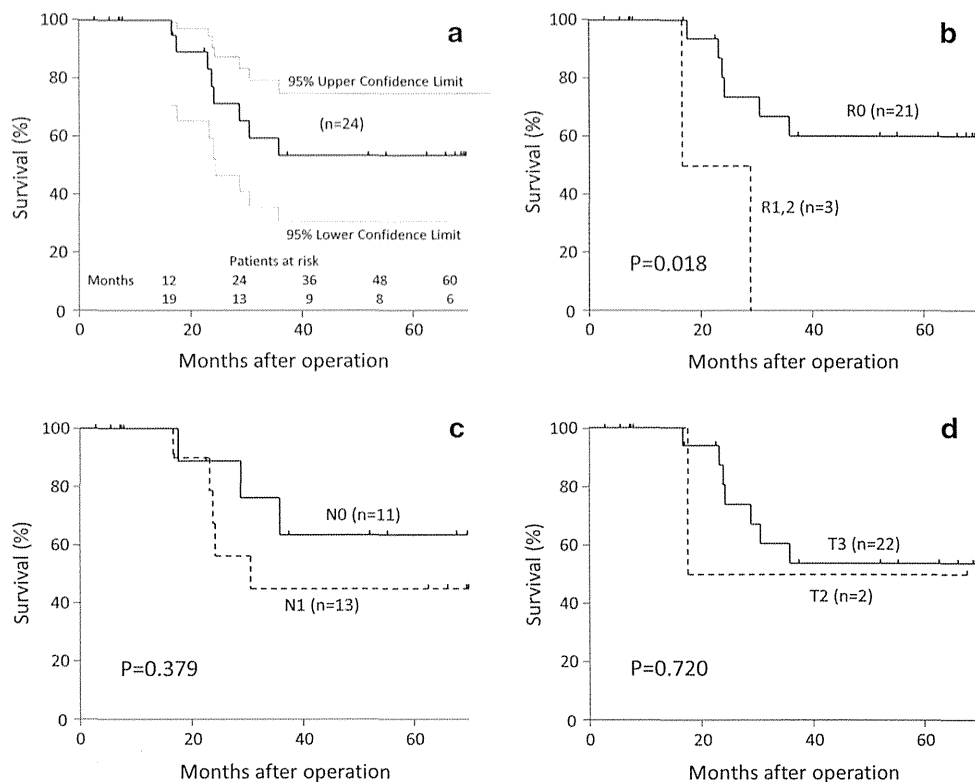 a
100
80
60
40
20
0
Survival (%)
95% Upper Confidence Limit
(n=24)
95% Lower Confidence Limit
Patients at risk
Months 12 24 36 48 60
19 13 9 8 6
0 20 40 60
Months after operation
b
100
80
60
40
20
0
Survival (%)
R0 (n=21)
R1,2 (n=3)
P=0.018
0 20 40 60
Months after operation
c
100
80
60
40
20
0
Survival (%)
N0 (n=11)
N1 (n=13)
P=0.379
0 20 40 60
Months after operation
d
100
80
60
40
20
0
Survival (%)
T3 (n=22)
T2 (n=2)
P=0.720
0 20 40 60
Months after operation